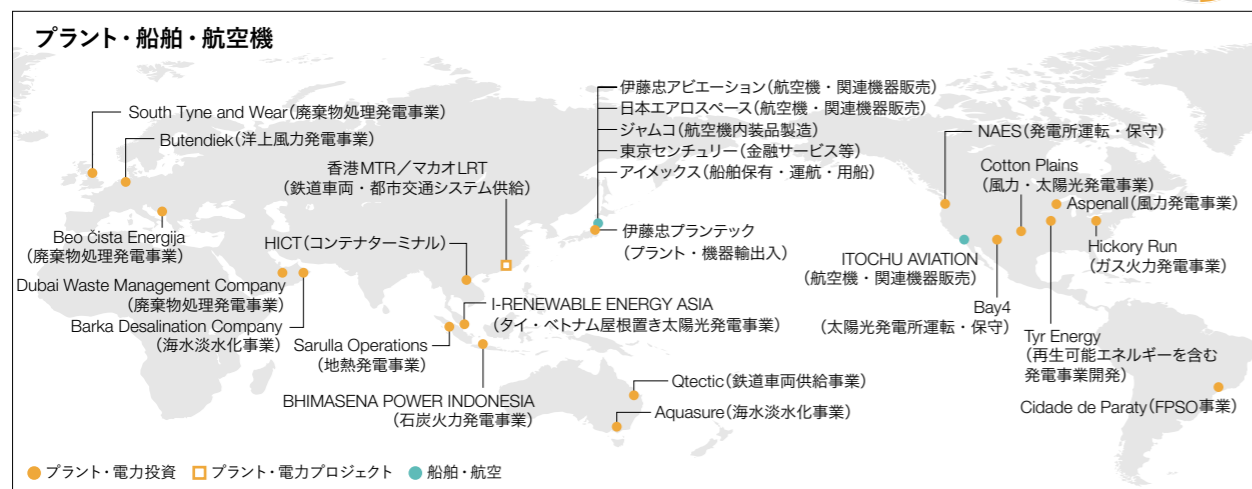 プラント・船舶・航空機
South Tyne and Wear(廃棄物処理発電事業)
Butendiek(洋上風力発電事業)
香港MTR／マカオLRT
(鉄道車両・都市交通システム供給)
Beo Čista Energija
(廃棄物処理発電事業)
HICT(コンテナターミナル)
Dubai Waste Management Company
(廃棄物処理発電事業)
Barka Desalination Company
(海水淡水化事業)
Sarulla Operations
(地熱発電事業)
I-RENEWABLE ENERGY ASIA
(タイ・ベトナム屋根置き太陽光発電事業)
BHIMASENA POWER INDONESIA
(石炭火力発電事業)
伊藤忠アビエーション(航空機・関連機器販売)
日本エアロスペース(航空機・関連機器販売)
ジャムコ(航空機内装品製造)
東京センチュリー(金融サービス等)
アイメックス(船舶保有・運航・用船)
伊藤忠プランテック
(プラント・機器輸出入)
Qtectic(鉄道車両供給事業)
Aquasure(海水淡水化事業)
NAES(発電所運転・保守)
Cotton Plains
(風力・太陽光発電事業)
Aspenall(風力発電事業)
Hickory Run
(ガス火力発電事業)
ITOCHU AVIATION
(航空機・関連機器販売)
Bay4
(太陽光発電所運転・保守)
Tyr Energy
(再生可能エネルギーを含む
発電事業開発)
Cidade de Paraty(FPSO事業)
プラント・電力投資 プラント・電力プロジェクト 船舶・航空